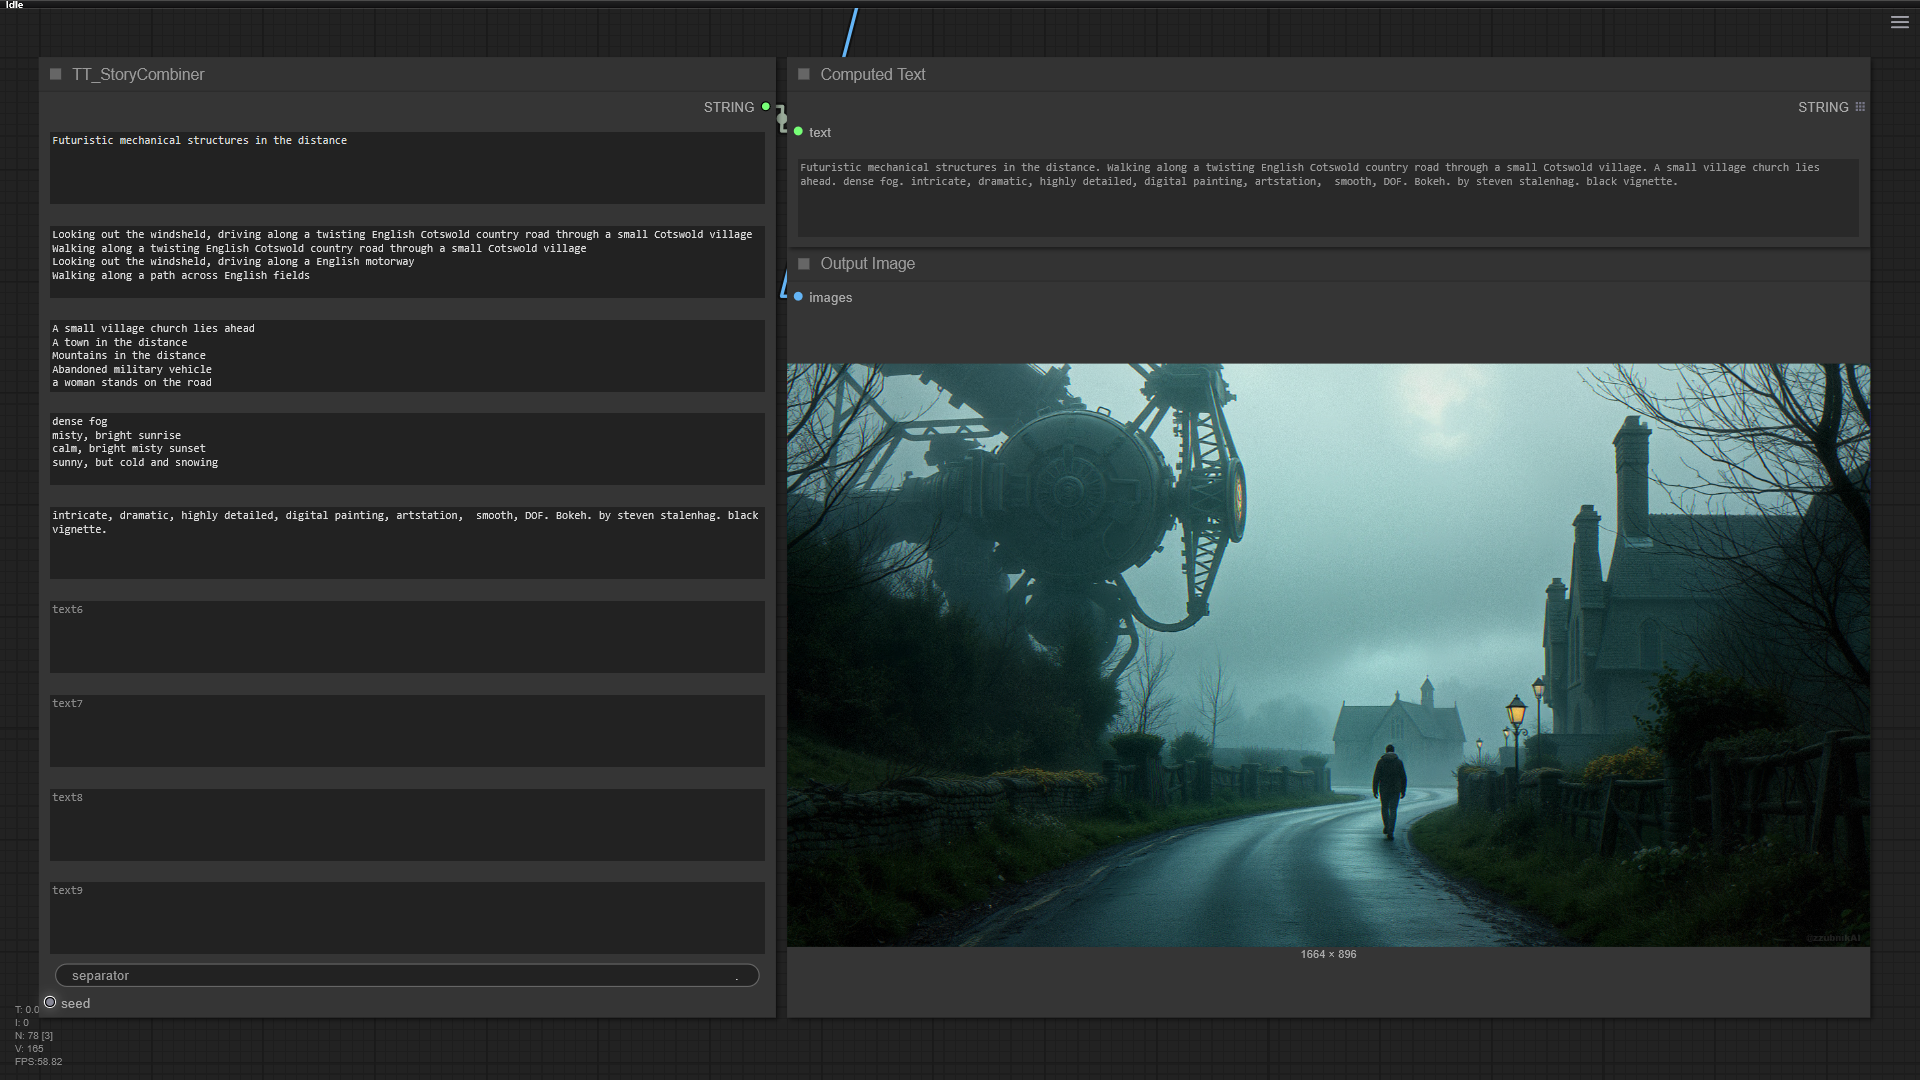 Idle
TT_StoryCombiner
STRING
Futuristic mechanical structures in the distance
Looking out the windsheld, driving along a twisting English Cotswold country road through a small Cotswold village
Walking along a twisting English Cotswold country road through a small Cotswold village
Looking out the windsheld, driving along a English motorway
Walking along a path across English fields
A small village church lies ahead
A town in the distance
Mountains in the distance
Abandoned military vehicle
a woman stands on the road
dense fog
misty, bright sunrise
calm, bright misty sunset
sunny, but cold and snowing
intricate, dramatic, highly detailed, digital painting, artstation,  smooth, DOF. Bokeh. by steven stalenhag. black
vignette.
text6
text7
text8
text9
separator .
seed
T: 0.0
I: 0
N: 78 [3]
V: 165
FPS:58.82
Computed Text
STRING
text
Futuristic mechanical structures in the distance. Walking along a twisting English Cotswold country road through a small Cotswold village. A small village church lies
ahead. dense fog. intricate, dramatic, highly detailed, digital painting, artstation,  smooth, DOF. Bokeh. by steven stalenhag. black vignette.
Output Image
images
1664 × 896